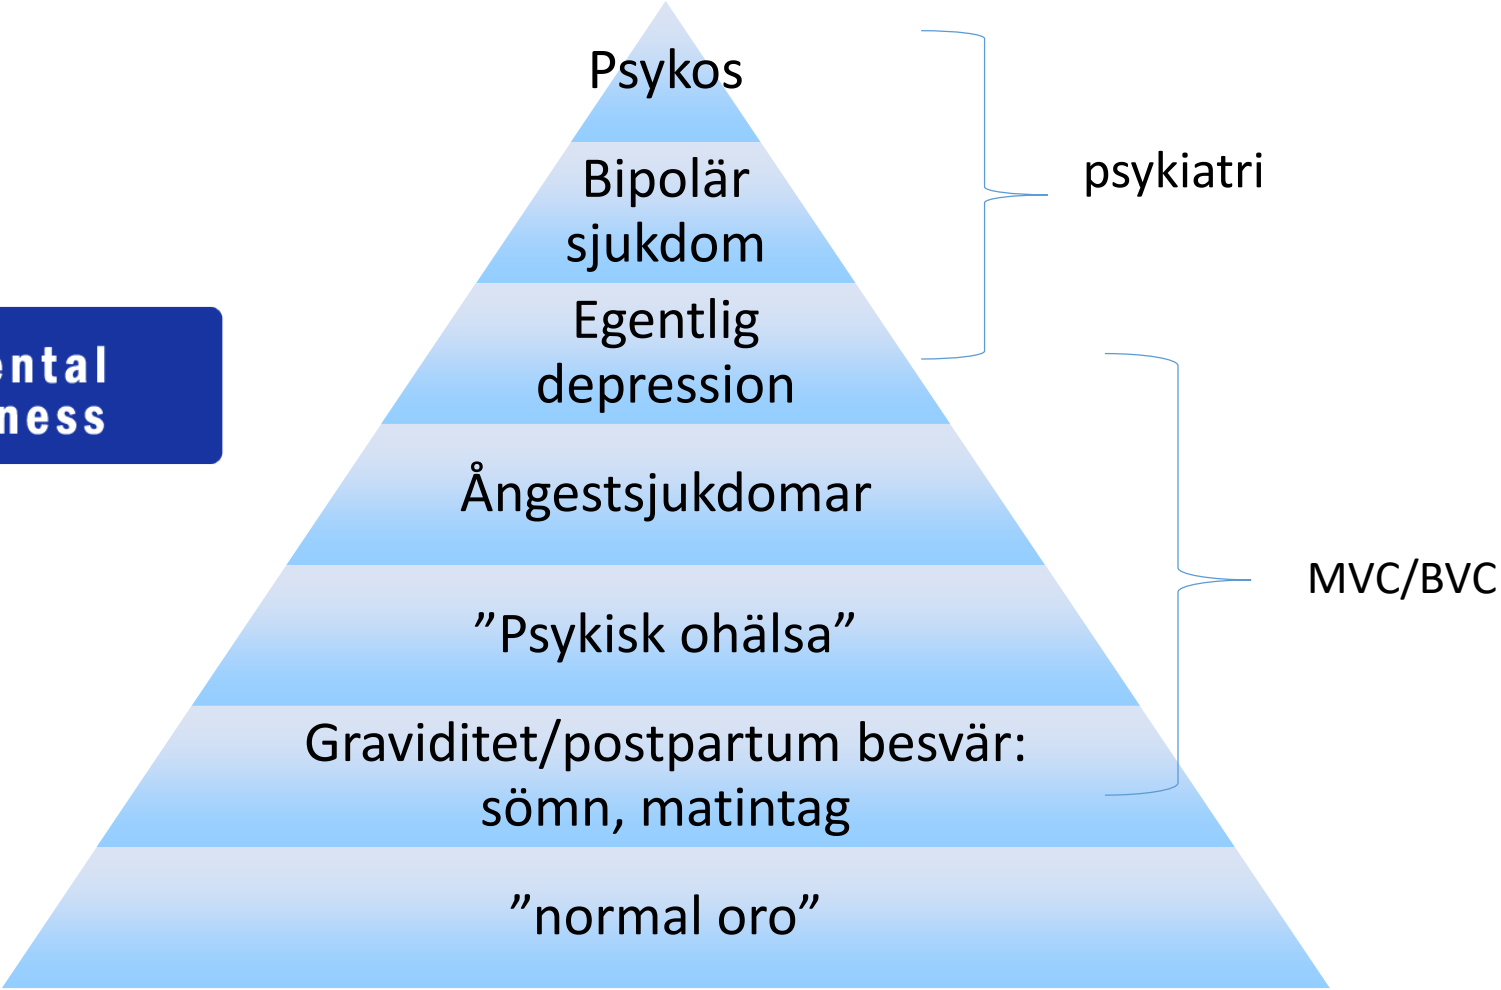 Psykos
psykiatri
Bipolär
sjukdom
Egentlig
depression
ental
ness
Ångestsjukdomar
MVC/BVC
”Psykisk ohälsa”
Graviditet/postpartum besvär:
sömn, matintag
”normal oro”